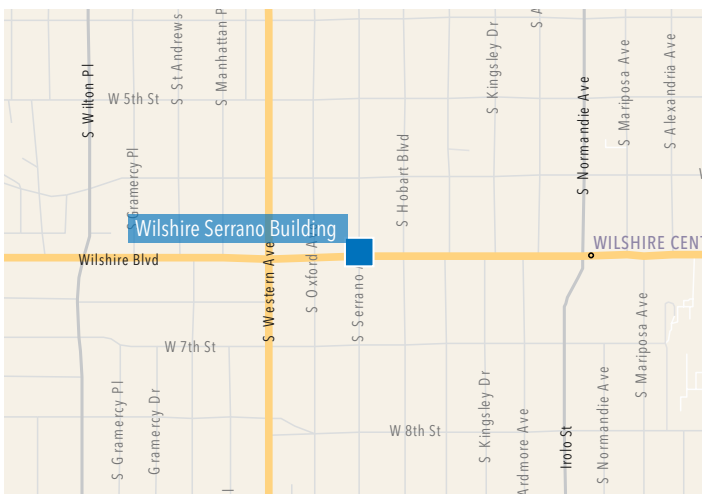 S Wilton Pl
S St Andrews
S Manhattan P
S Kingsley Dr
S A
S Normandie Ave
S Mariposa Ave
S Alexandria Ave
W 5th St
S Gramercy Pl
S Hobart Blvd
Wilshire Serrano Building
WILSHIRE CENT
Wilshire Blvd
S Western Ave
S Oxford A
S Serrano A
W 7th St
S Mariposa Ave
S Gramercy Pl
Gramercy Dr
W 8th St
S Kingsley Dr
Ardmore Ave
Irolo St
S Normandie Ave